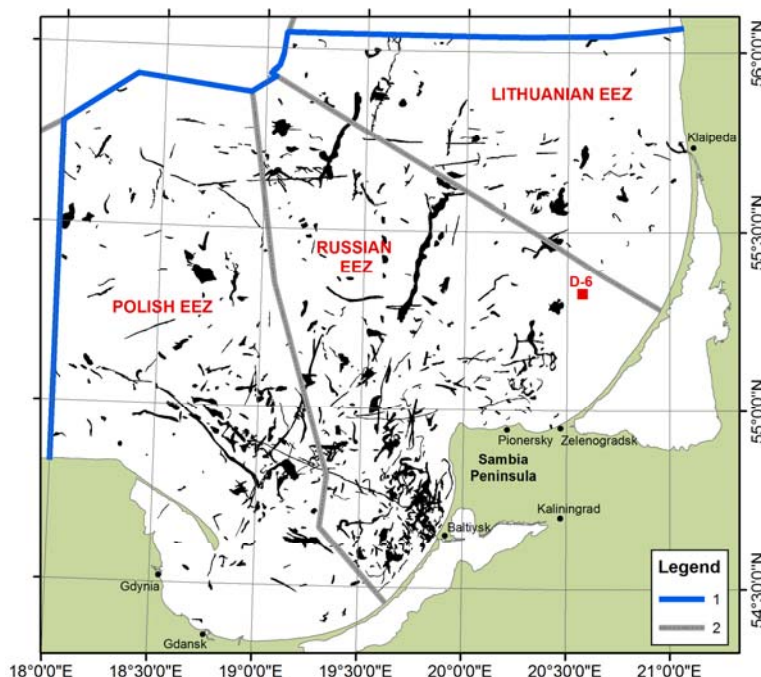 LITHUANIAN EEZ
Klaipeda
56°0'0"N
RUSSIAN
EEZ
55°30'0"N
D-6
POLISH EEZ
55°0'0"N
Pionersky
Zelenogradsk
Sambia
Peninsula
Kaliningrad
Baltiysk
54°30'0"N
Gdynia
Gdansk
Legend
1
2
18°0'0"E
18°30'0"E
19°0'0"E
19°30'0"E
20°0'0"E
20°30'0"E
21°0'0"E